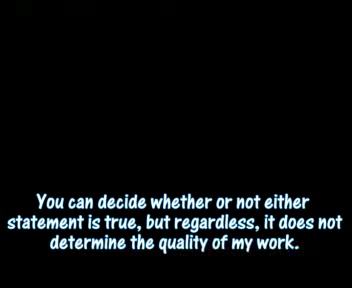 You can decide whether or not either
statement is true, but regardless, it does not
determine the quality of my work.